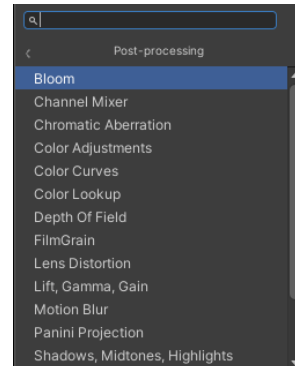 Post-processing
Bloom
Channel Mixer
Chromatic Aberration
Color Adjustments
Color Curves
Color Lookup
Depth Of Field
FilmGrain
Lens Distortion
Lift, Gamma, Gain
Motion Blur
Panini Projection
Shadows, Midtones, Highlights